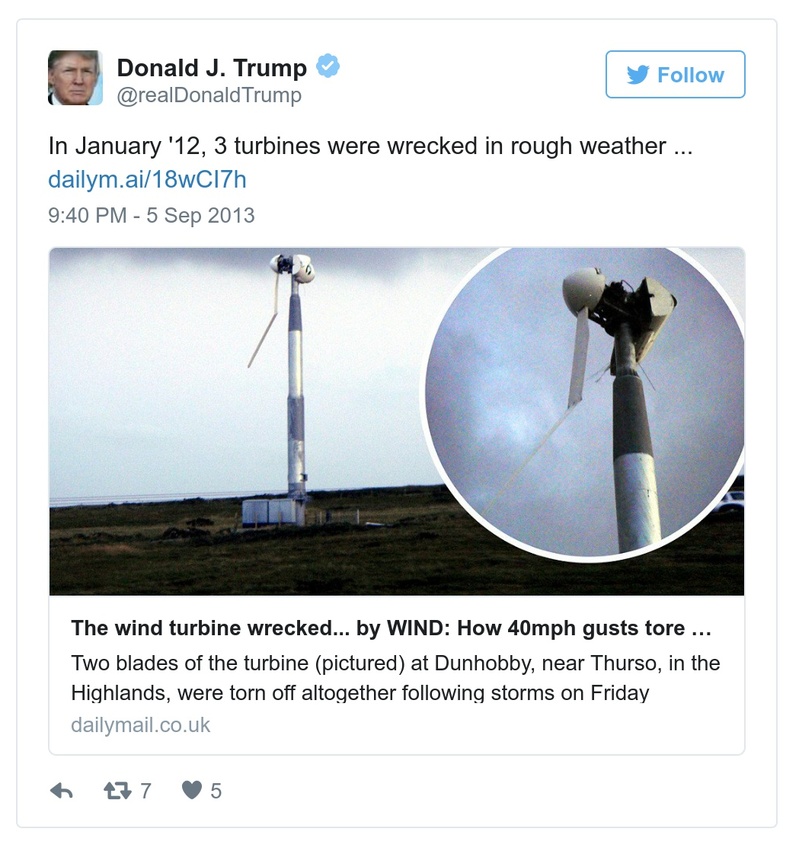 Donald J. Trump
@realDonaldTrump
Follow
In January '12, 3 turbines were wrecked in rough weather ...
dailym.ai/18wCI7h
9:40 PM - 5 Sep 2013
The wind turbine wrecked... by WIND: How 40mph gusts tore ...
Two blades of the turbine (pictured) at Dunhobby, near Thurso, in the
Highlands, were torn off altogether following storms on Friday
dailymail.co.uk
7
5